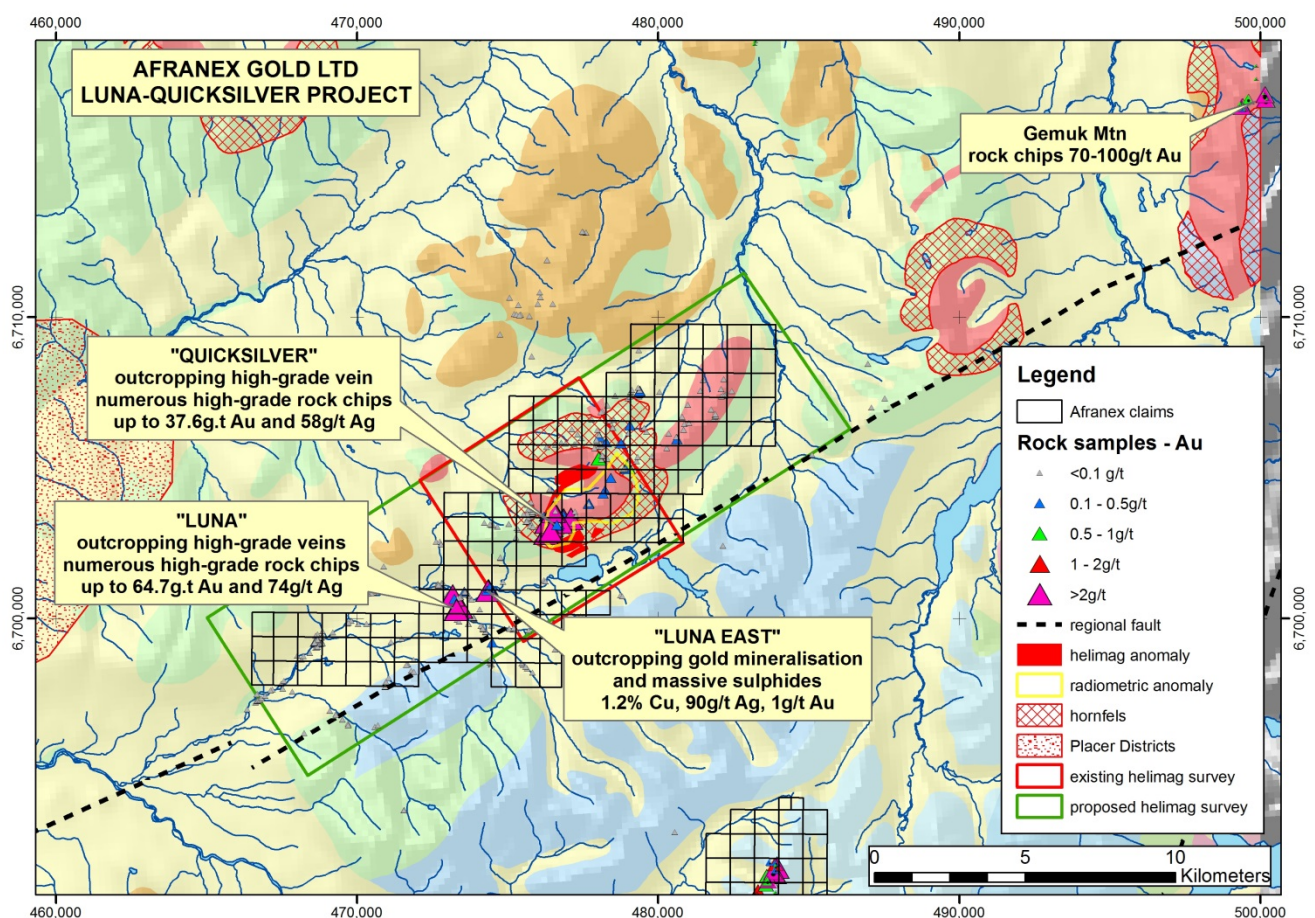 460,000 470,000 480,000 490,000 500,000
AFRANEX GOLD LTD
LUNA-QUICKSILVER PROJECT
Gemuk Mtn
rock chips 70-100g/t Au
6,710,000
6,710,000
"QUICKSILVER"
outcropping high-grade vein
numerous high-grade rock chips
up to 37.6g.t Au and 58g/t Ag
"LUNA"
outcropping high-grade veins
numerous high-grade rock chips
up to 64.7g.t Au and 74g/t Ag
"LUNA EAST"
outcropping gold mineralisation
and massive sulphides
1.2% Cu, 90g/t Ag, 1g/t Au
6,700,000
6,700,000
Legend
Afranex claims
Rock samples - Au
<0.1 g/t
0.1 - 0.5g/t
0.5 - 1g/t
1 - 2g/t
>2g/t
regional fault
helimag anomaly
radiometric anomaly
hornfels
Placer Districts
existing helimag survey
proposed helimag survey
0 5 10
Kilometers
460,000 470,000 480,000 490,000 500,000